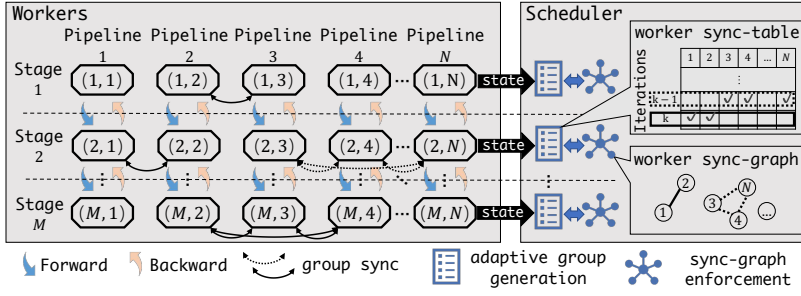 Workers
Scheduler
Pipeline Pipeline Pipeline Pipeline Pipeline
1 2 3 4 N
Stage 1
(1, 1) (1, 2) (1, 3) (1, 4) ··· (1, N) state
Stage 2
(2, 1) (2, 2) (2, 3) (2, 4) ··· (2, N) state
Stage M
(M, 1) (M, 2) (M, 3) (M, 4) ··· (M, N) state
worker sync-table
Iterations
1 2 3 4 ... N
⋮
k−1 ✓ ✓ ✓
k ✓ ✓
worker sync-graph
1 2 3 4 N ...
Forward
Backward
group sync
adaptive group
generation
sync-graph
enforcement